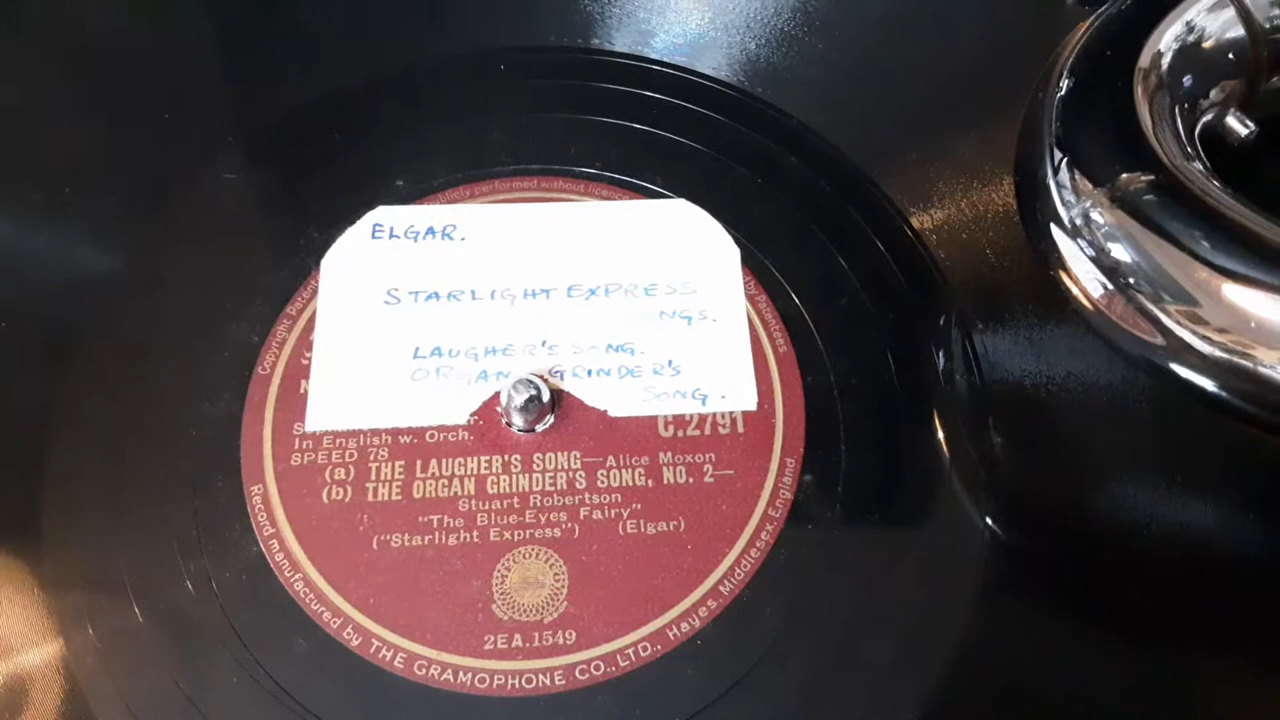 publicly performed without licence
ELGAR.
STARLIGHT EXPRESS
NGS.
LAUGHER'S SONG.
ORGAN GRINDER'S
SONG.
Copyright Patent
by Patentees
C.2791
In English w. Orch.
SPEED 78
(a) THE LAUGHER'S SONG—Alice Moxon
(b) THE ORGAN GRINDER'S SONG, NO. 2—
Stuart Robertson
"The Blue-Eyes Fairy"
("Starlight Express") (Elgar)
2EA.1549
Record manufactured by THE GRAMOPHONE CO., LTD., Hayes, Middlesex, England.